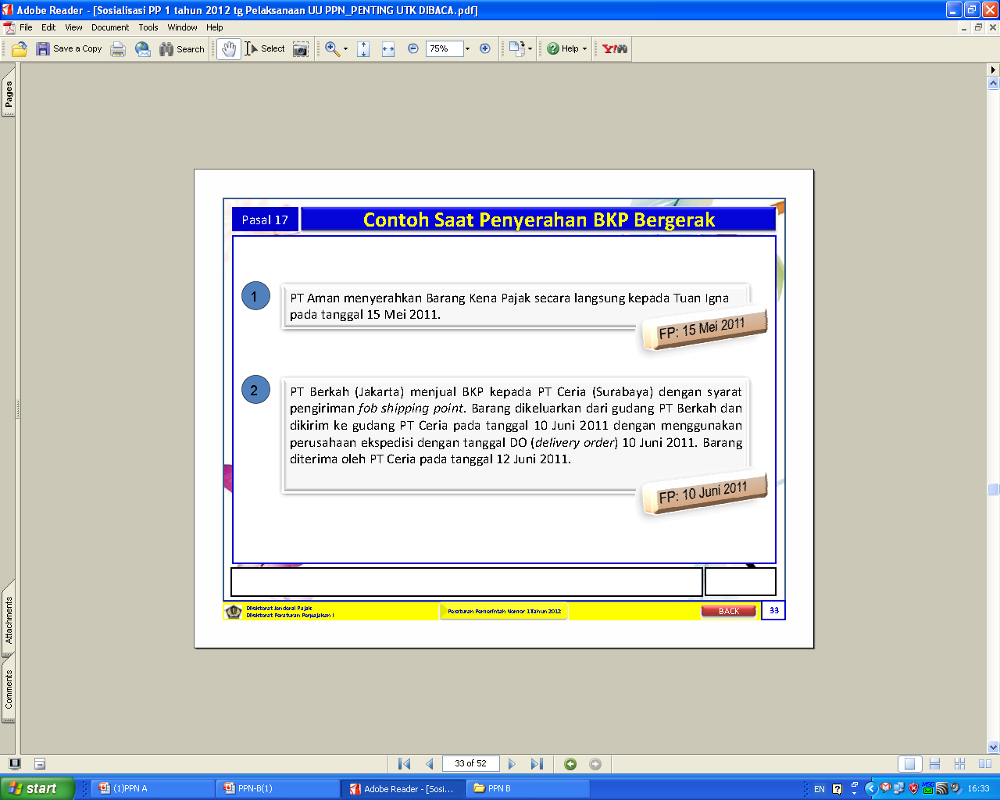 Adobe Reader - [Sosialisasi PP 1 tahun 2012 tg Pelaksanaan UU PPN_PENTING UTK DIBACA.pdf]
File Edit View Document Tools Window Help
Save a Copy Search Select 75% Help Y!
Pages
Pasal 17
Contoh Saat Penyerahan BKP Bergerak
1
PT Aman menyerahkan Barang Kena Pajak secara langsung kepada Tuan Igna
pada tanggal 15 Mei 2011.
FP: 15 Mei 2011
2
PT Berkah (Jakarta) menjual BKP kepada PT Ceria (Surabaya) dengan syarat
pengiriman fob shipping point. Barang dikeluarkan dari gudang PT Berkah dan
dikirim ke gudang PT Ceria pada tanggal 10 Juni 2011 dengan menggunakan
perusahaan ekspedisi dengan tanggal DO (delivery order) 10 Juni 2011. Barang
diterima oleh PT Ceria pada tanggal 12 Juni 2011.
FP: 10 Juni 2011
Direktorat Jenderal Pajak
Direktorat Peraturan Perpajakan I
Peraturan Pemerintah Nomor 1 Tahun 2012
BACK
33
Attachments
Comments
33 of 52
start (1)PPN A PPN-B(1) Adobe Reader - [Sosi... PPN B EN MSG 16:33